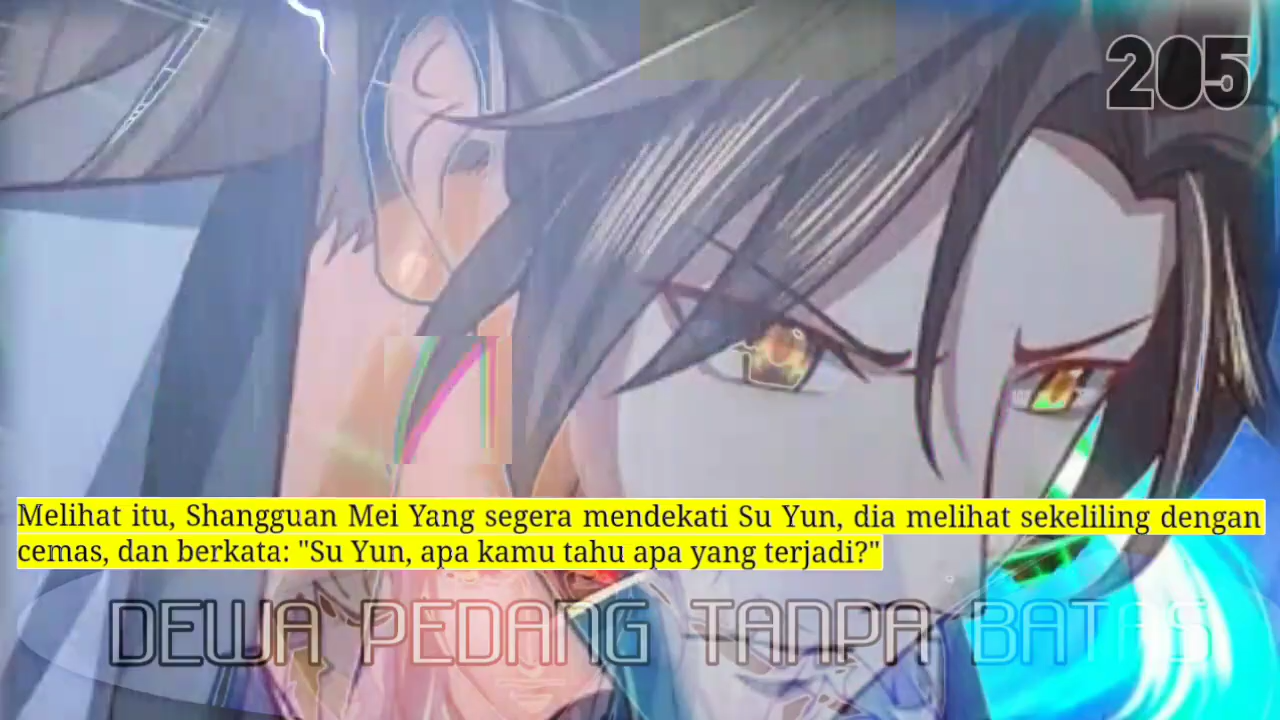 205
Melihat itu, Shangguan Mei Yang segera mendekati Su Yun, dia melihat sekeliling dengan
cemas, dan berkata: "Su Yun, apa kamu tahu apa yang terjadi?"
DEWA PEDANG TANPA BATAS